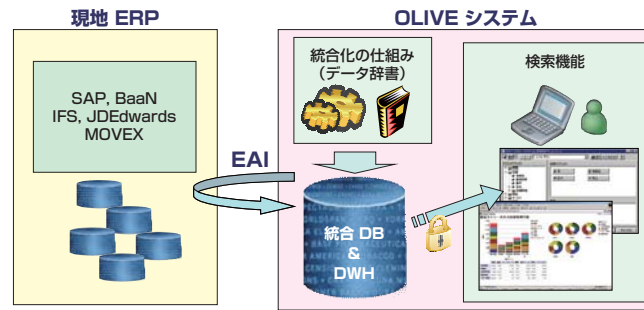 現地 ERP
OLIVE システム
SAP, BaaN
IFS, JDEdwards
MOVEX
統合化の仕組み
（データ辞書）
検索機能
EAI
統合 DB
&
DWH